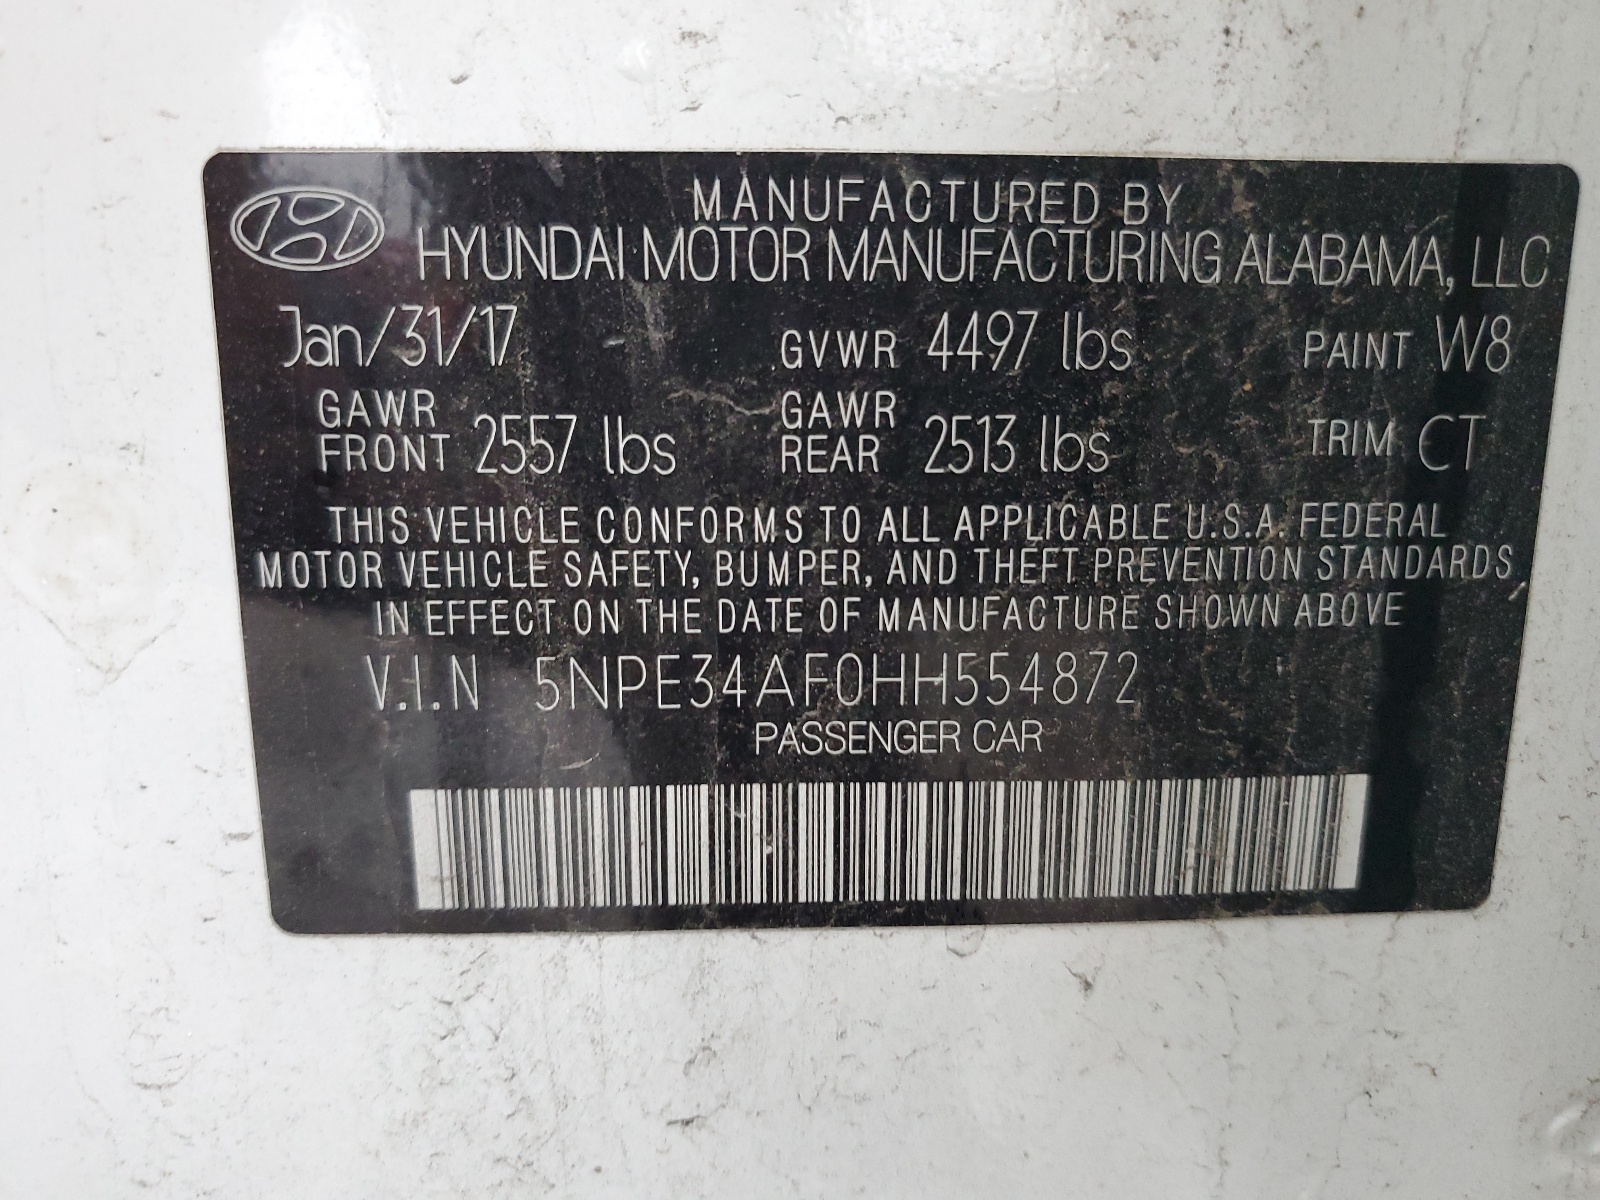 MANUFACTURED BY
HYUNDAI MOTOR MANUFACTURING ALABAMA, LLC
Jan/31/17 GVWR 4497 lbs PAINT W8
GAWR FRONT 2557 lbs GAWR REAR 2513 lbs TRIM CT
THIS VEHICLE CONFORMS TO ALL APPLICABLE U.S.A. FEDERAL
MOTOR VEHICLE SAFETY, BUMPER, AND THEFT PREVENTION STANDARDS
IN EFFECT ON THE DATE OF MANUFACTURE SHOWN ABOVE
V.I.N 5NPE34AF0HH554872
PASSENGER CAR